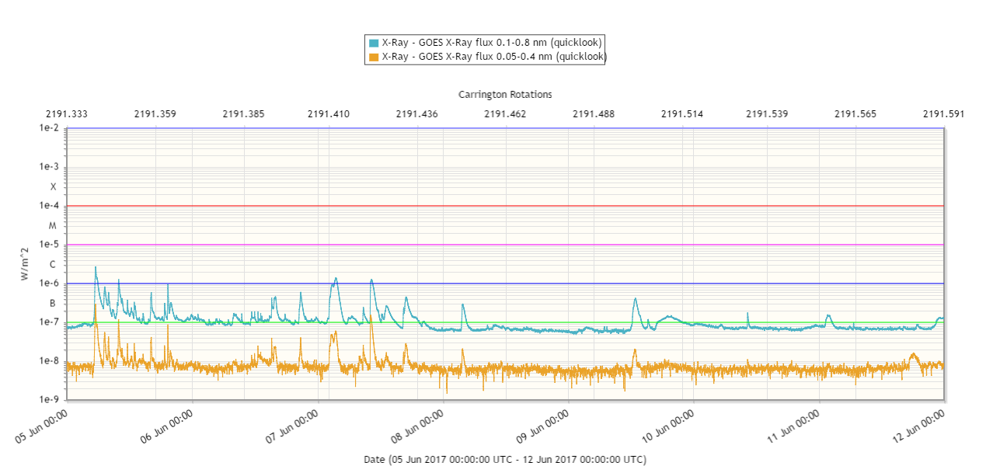 X-Ray - GOES X-Ray flux 0.1-0.8 nm (quicklook)
X-Ray - GOES X-Ray flux 0.05-0.4 nm (quicklook)
Carrington Rotations
2191.333 2191.359 2191.385 2191.410 2191.436 2191.462 2191.488 2191.514 2191.539 2191.565 2191.591
1e-2
1e-3
X
1e-4
M
1e-5
C
1e-6
B
1e-7
1e-8
1e-9
W/m^2
05 Jun 00:00 06 Jun 00:00 07 Jun 00:00 08 Jun 00:00 09 Jun 00:00 10 Jun 00:00 11 Jun 00:00 12 Jun 00:00
Date (05 Jun 2017 00:00:00 UTC - 12 Jun 2017 00:00:00 UTC)